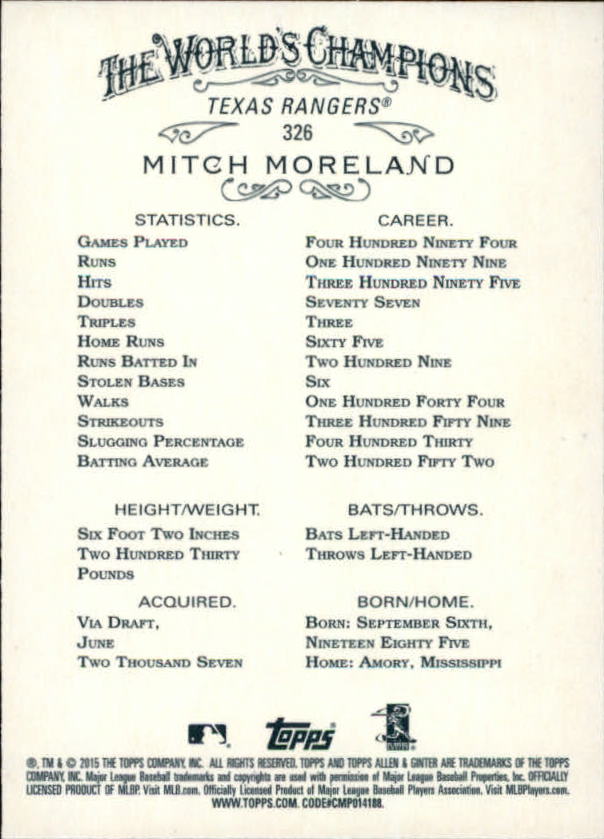 THE WORLD'S CHAMPIONS
TEXAS RANGERS®
326
MITCH MORELAND
STATISTICS. CAREER.
GAMES PLAYED FOUR HUNDRED NINETY FOUR
RUNS ONE HUNDRED NINETY NINE
HITS THREE HUNDRED NINETY FIVE
DOUBLES SEVENTY SEVEN
TRIPLES THREE
HOME RUNS SIXTY FIVE
RUNS BATTED IN TWO HUNDRED NINE
STOLEN BASES SIX
WALKS ONE HUNDRED FORTY FOUR
STRIKEOUTS THREE HUNDRED FIFTY NINE
SLUGGING PERCENTAGE FOUR HUNDRED THIRTY
BATTING AVERAGE TWO HUNDRED FIFTY TWO
HEIGHT/WEIGHT.
SIX FOOT TWO INCHES
TWO HUNDRED THIRTY
POUNDS
BATS/THROWS.
BATS LEFT-HANDED
THROWS LEFT-HANDED
ACQUIRED.
VIA DRAFT,
JUNE
TWO THOUSAND SEVEN
BORN/HOME.
BORN: SEPTEMBER SIXTH,
NINETEEN EIGHTY FIVE
HOME: AMORY, MISSISSIPPI
TOPPS®
®, TM & © 2015 THE TOPPS COMPANY, INC. ALL RIGHTS RESERVED. TOPPS AND TOPPS ALLEN & GINTER ARE TRADEMARKS OF THE TOPPS
COMPANY, INC. Major League Baseball trademarks and copyrights are used with permission of Major League Baseball Properties, Inc. OFFICIALLY
LICENSED PRODUCT OF MLBP. Visit MLB.com. Officially Licensed Product of Major League Baseball Players Association. Visit MLBPlayers.com.
WWW.TOPPS.COM. CODE#CMP014188.